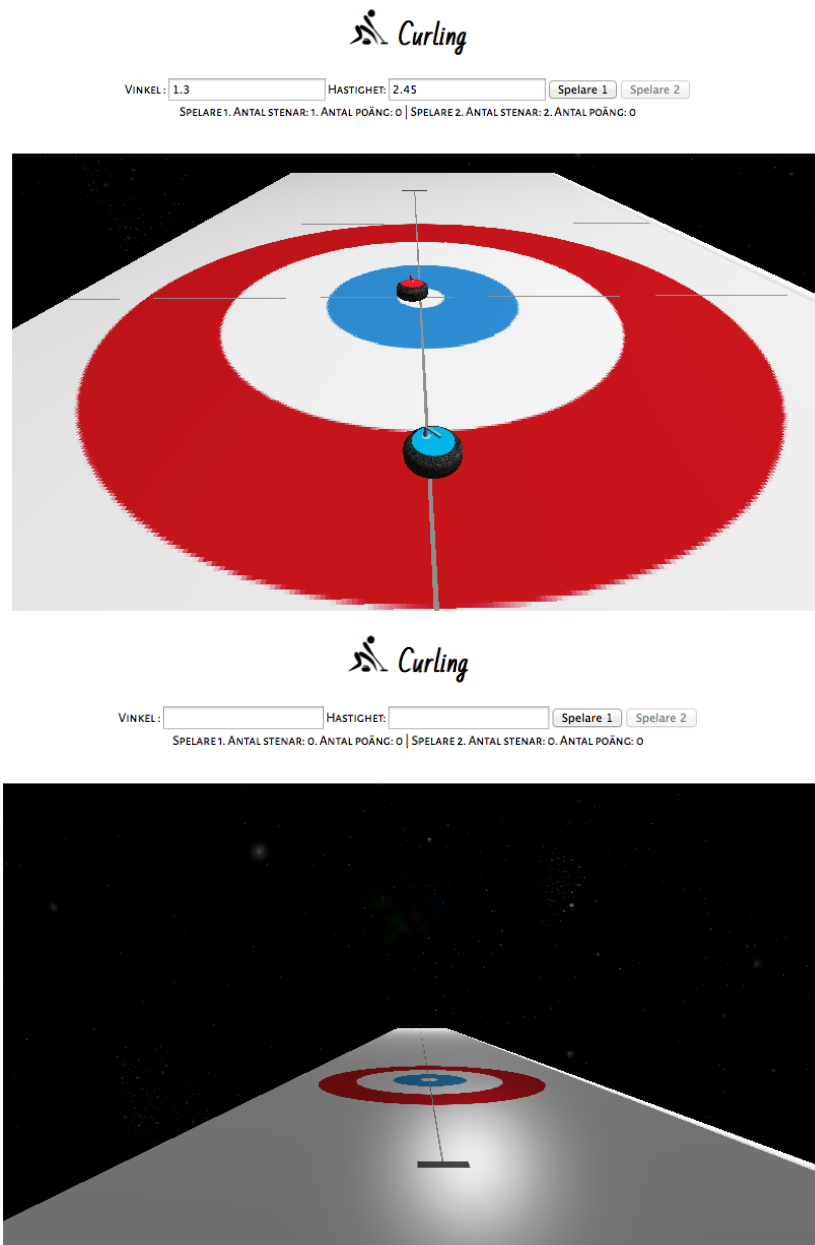 Curling
Vinkel: 1.3 Hastighet: 2.45 Spelare 1 Spelare 2
Spelare 1. Antal stenar: 1. Antal poäng: 0 | Spelare 2. Antal stenar: 2. Antal poäng: 0
Curling
Vinkel: Hastighet: Spelare 1 Spelare 2
Spelare 1. Antal stenar: 0. Antal poäng: 0 | Spelare 2. Antal stenar: 0. Antal poäng: 0